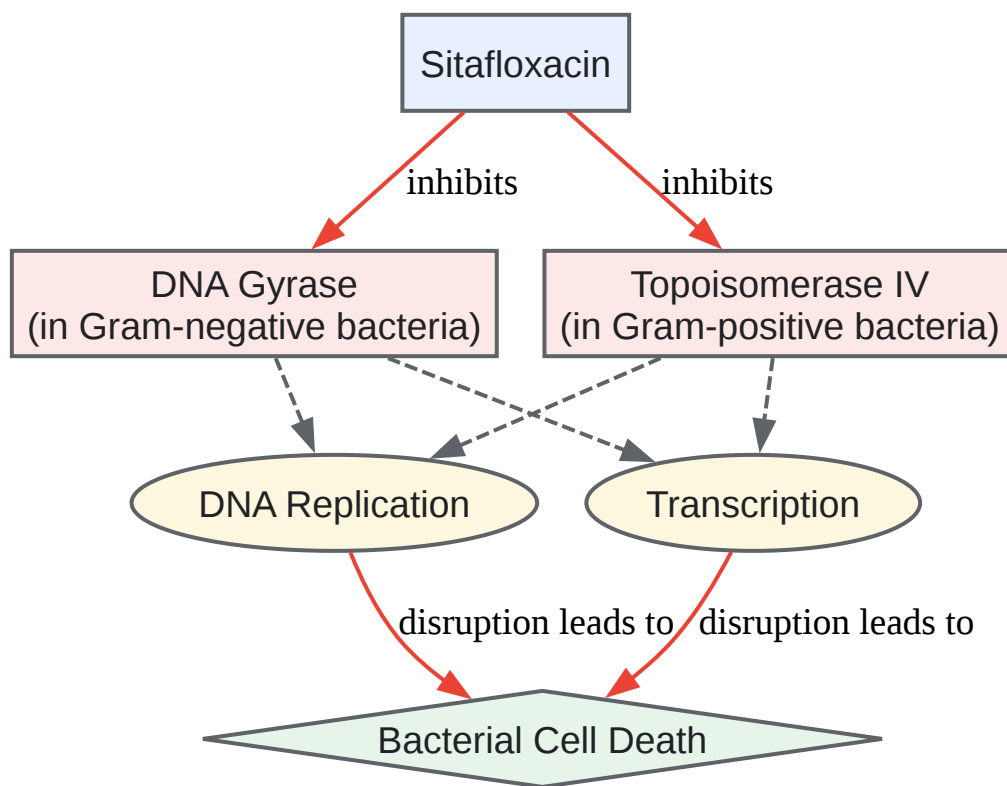 Sitafloxacin
inhibits
inhibits
DNA Gyrase
(in Gram-negative bacteria)
Topoisomerase IV
(in Gram-positive bacteria)
DNA Replication
Transcription
disruption leads to
disruption leads to
Bacterial Cell Death